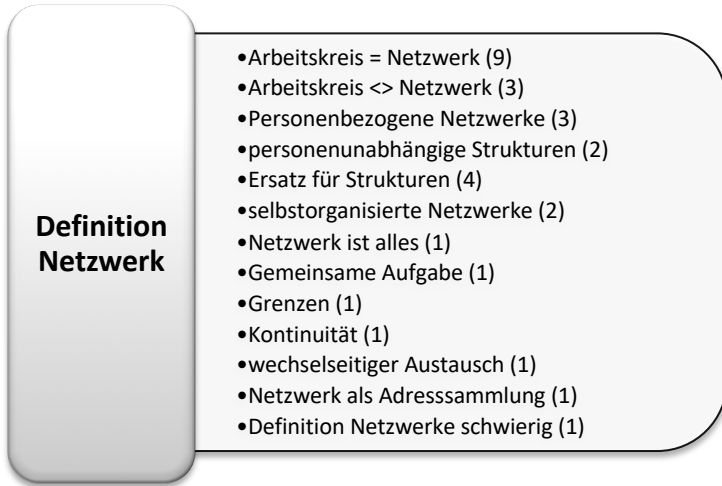 Definition
Netzwerk
•Arbeitskreis = Netzwerk (9)
•Arbeitskreis <> Netzwerk (3)
•Personenbezogene Netzwerke (3)
•personenunabhängige Strukturen (2)
•Ersatz für Strukturen (4)
•selbstorganisierte Netzwerke (2)
•Netzwerk ist alles (1)
•Gemeinsame Aufgabe (1)
•Grenzen (1)
•Kontinuität (1)
•wechselseitiger Austausch (1)
•Netzwerk als Adresssammlung (1)
•Definition Netzwerke schwierig (1)